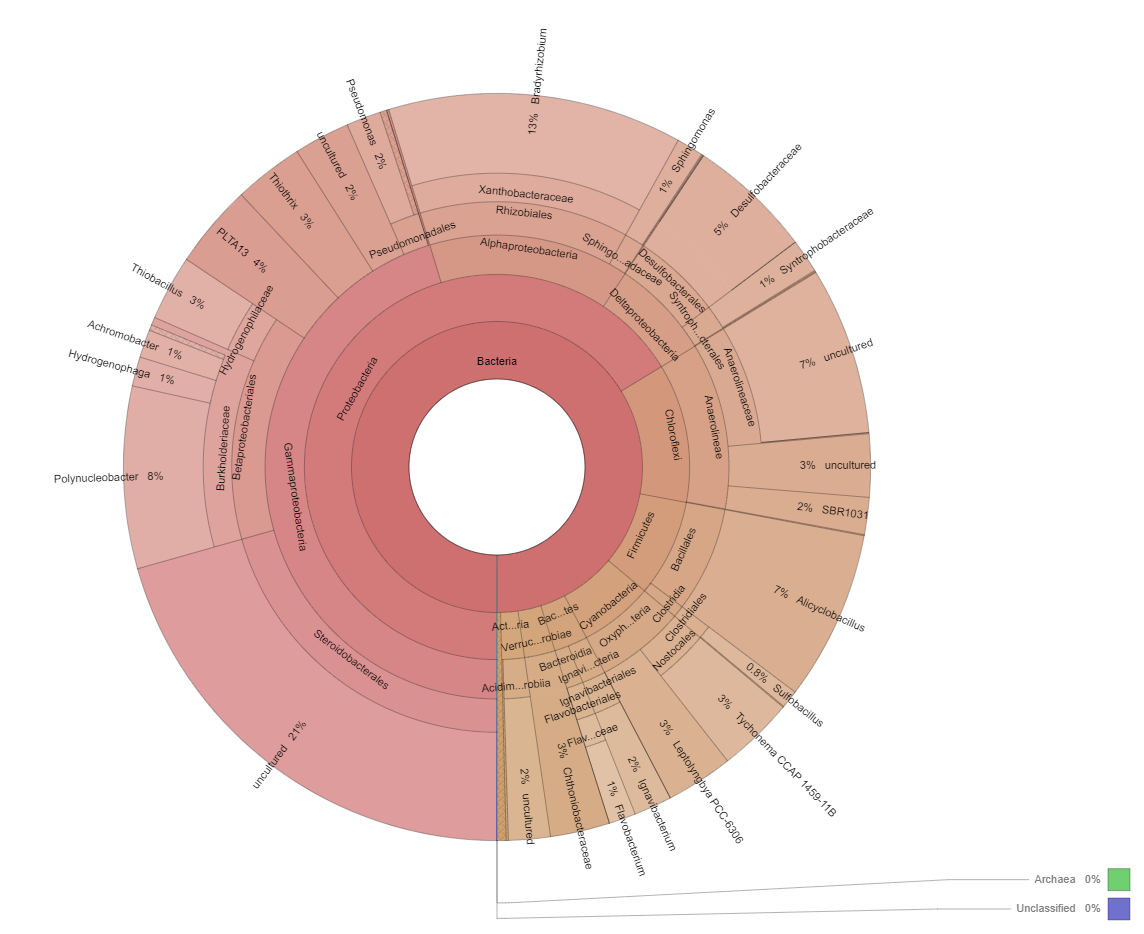 Bacteria
Proteobacteria
Gammaproteobacteria
Steroidobacterales
uncultured 21%
Betaproteobacteriales
Burkholderiaceae
Polynucleobacter 8%
Hydrogenophaga 1%
Achromobacter 1%
Hydrogenophilaceae
Thiobacillus 3%
PLTA13 4%
Thiothrix 3%
uncultured 2%
Pseudomonadales
Pseudomonas 2%
Alphaproteobacteria
Rhizobiales
Xanthobacteraceae
13% Bradyrhizobium
Sphingo...adaceae
1% Sphingomonas
Deltaproteobacteria
Desulfobacterales
5% Desulfobacteraceae
Syntroph...cterales
1% Syntrophobacteraceae
Chloroflexi
Anaerolineae
Anaerolineaceae
7% uncultured
3% uncultured
2% SBR1031
Firmicutes
Bacillales
7% Alicyclobacillus
Clostridia
Clostridiales
0.8% Sulfobacillus
Cyanobacteria
Oxyph...teria
Nostocales
3% Tychonema CCAP 1459-11B
3% Leptolyngbya PCC-6306
Bac...tes
Bacteroidia
Ignavi...cteria
Ignavibacteriales
2% Ignavibacterium
Flavobacteriales
Flav...ceae
1% Flavobacterium
Verruc...robiae
3% Chthoniobacteraceae
Act...ria
Acidim...robiia
2% uncultured
Archaea 0%
Unclassified 0%